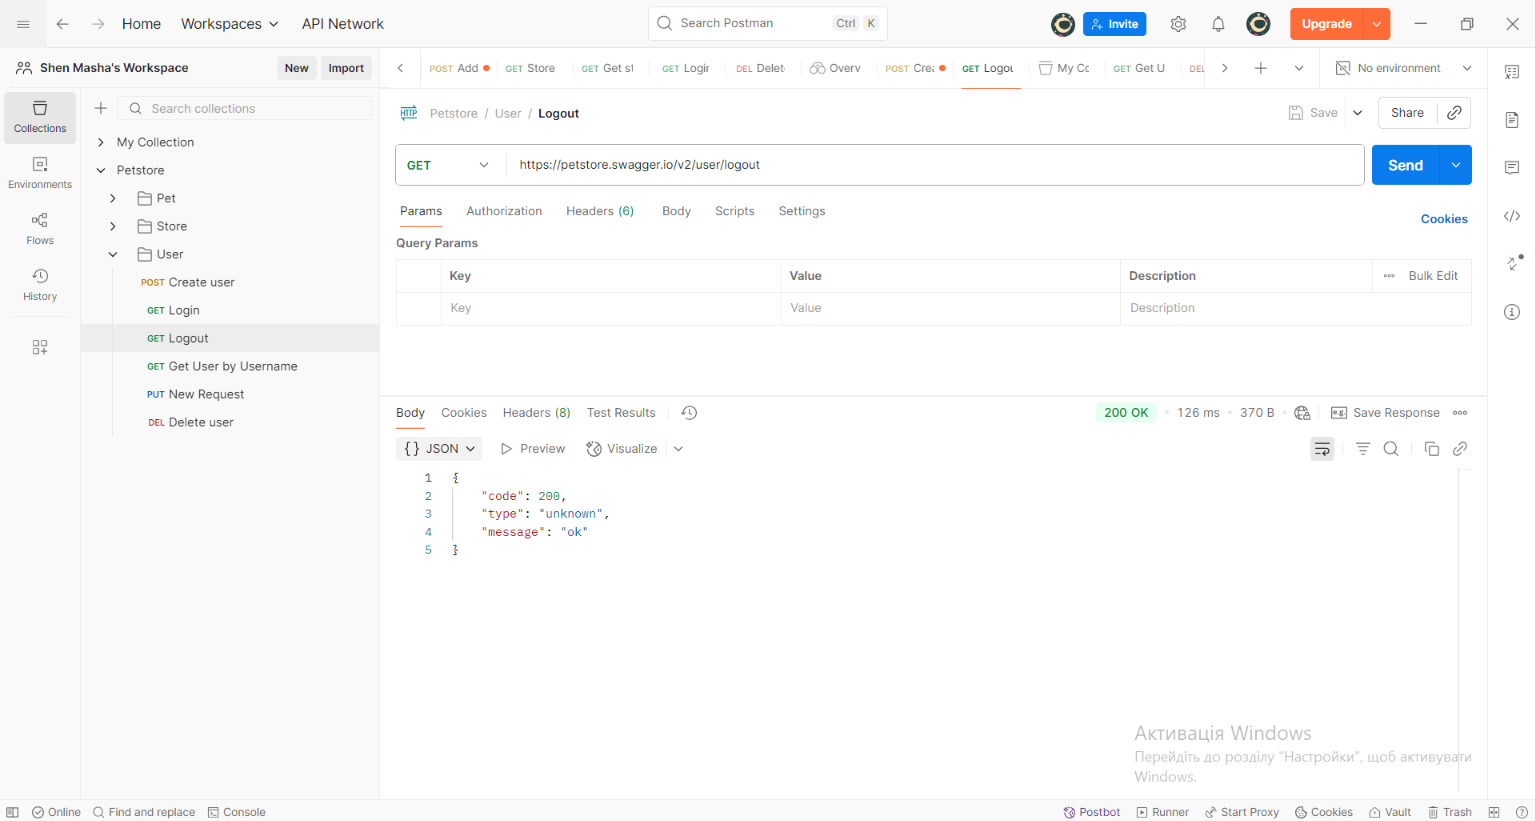 Home Workspaces API Network Search Postman Ctrl K Invite Upgrade
Shen Masha's Workspace New Import
POST Add GET Store GET Get st GET Login DEL Delet Overv POST Crea GET Logou My Co GET Get U DEL No environment
Collections
Environments
Flows
History
Search collections
My Collection
Petstore
Pet
Store
User
POST Create user
GET Login
GET Logout
GET Get User by Username
PUT New Request
DEL Delete user
HTTP Petstore / User / Logout Save Share
GET https://petstore.swagger.io/v2/user/logout Send
Params Authorization Headers (6) Body Scripts Settings Cookies
Query Params
Key Value Description Bulk Edit
Key Value Description
Body Cookies Headers (8) Test Results 200 OK 126 ms 370 B e.g. Save Response
{} JSON Preview Visualize
1 {
2 "code": 200,
3 "type": "unknown",
4 "message": "ok"
5 }
Активація Windows
Перейдіть до розділу "Настройки", щоб активувати
Windows.
Online Find and replace Console Postbot Runner Start Proxy Cookies Vault Trash